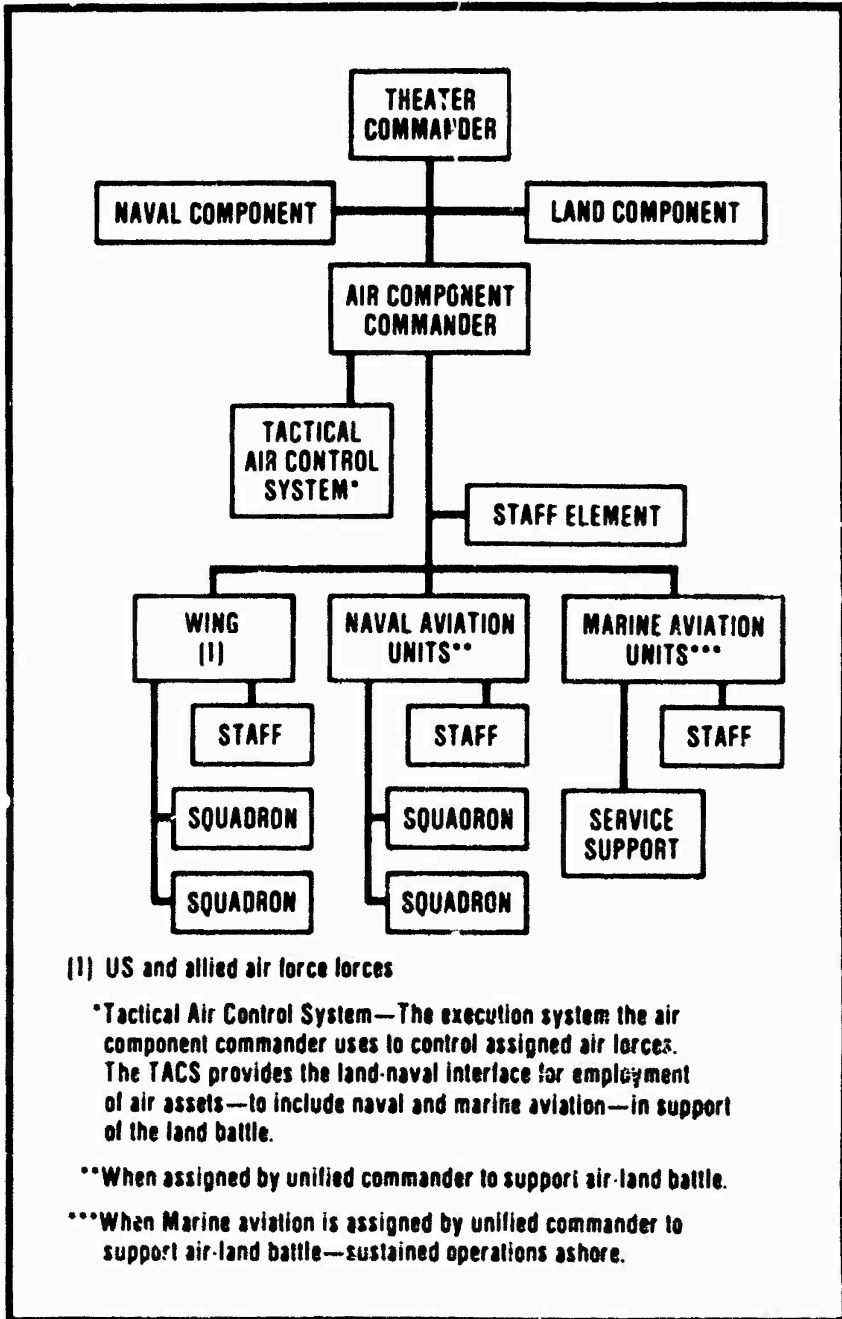 THEATER
COMMANDER
NAVAL COMPONENT
LAND COMPONENT
AIR COMPONENT
COMMANDER
TACTICAL
AIR CONTROL
SYSTEM*
STAFF ELEMENT
WING
(1)
NAVAL AVIATION
UNITS**
MARINE AVIATION
UNITS***
STAFF
STAFF
STAFF
SQUADRON
SQUADRON
SERVICE
SUPPORT
SQUADRON
SQUADRON
(1) US and allied air force forces
*Tactical Air Control System—The execution system the air
component commander uses to control assigned air forces.
The TACS provides the land-naval interface for employment
of air assets—to include naval and marine aviation—in support
of the land battle.
**When assigned by unified commander to support air-land battle.
***When Marine aviation is assigned by unified commander to
support air-land battle—sustained operations ashore.